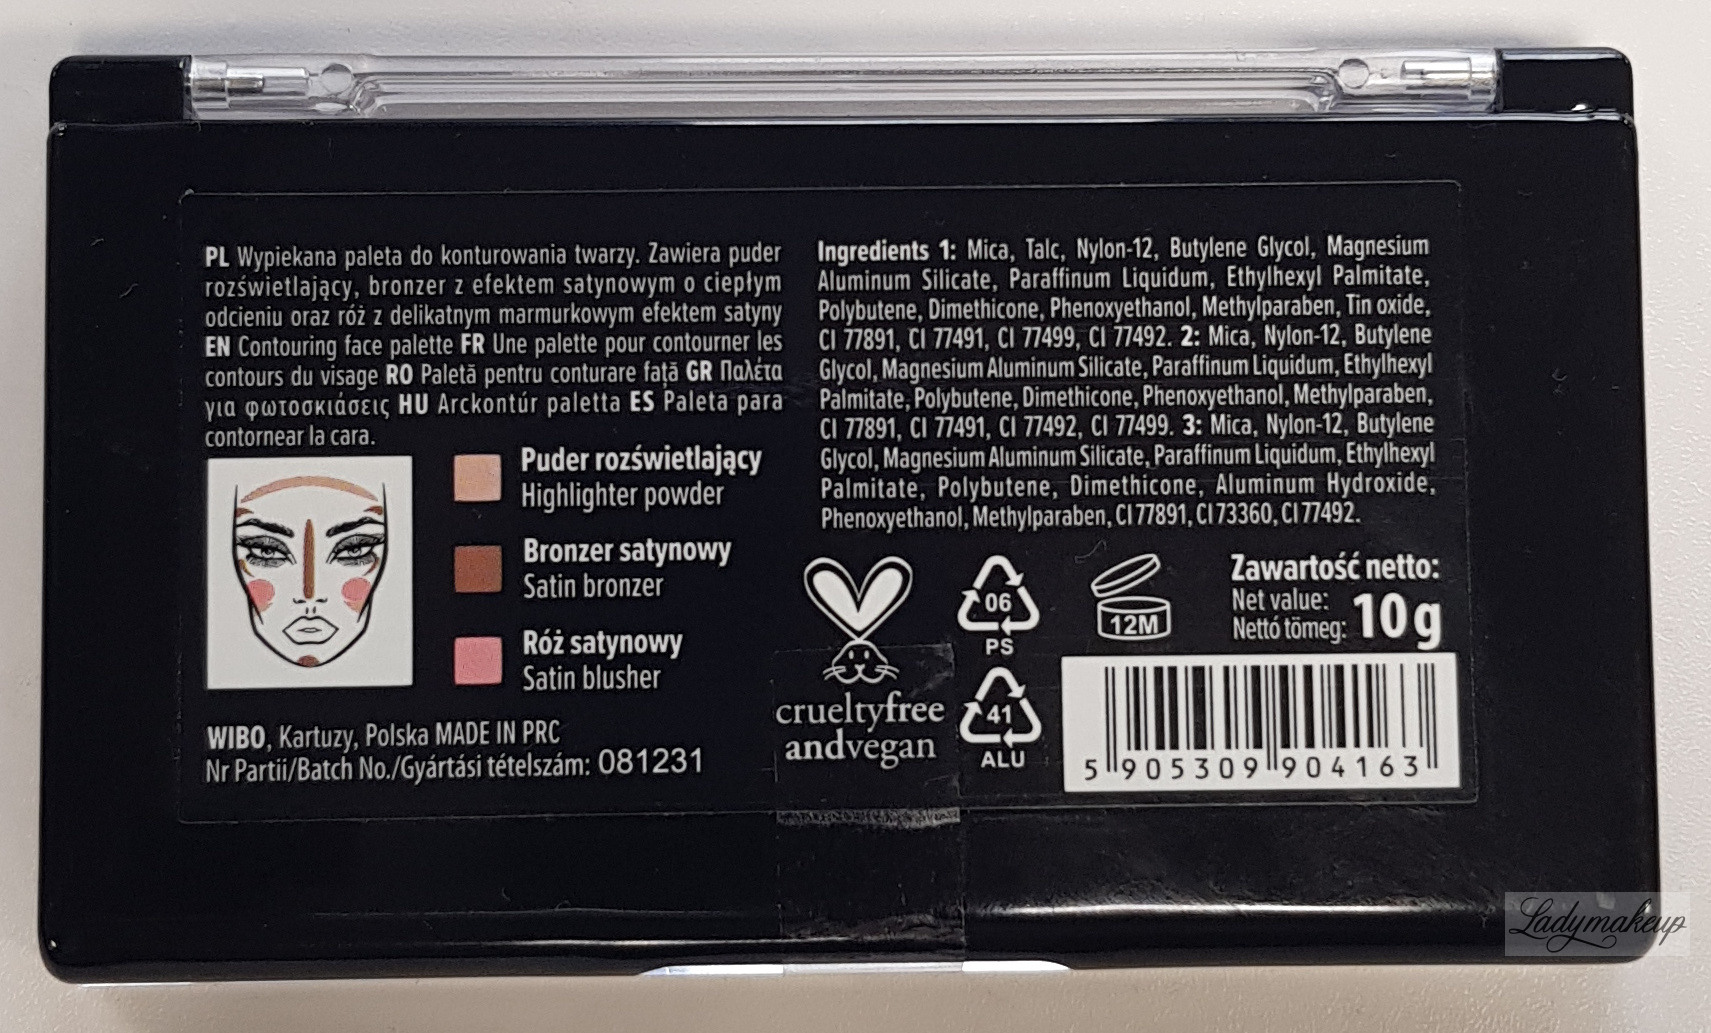 PL Wypiekana paleta do konturowania twarzy. Zawiera puder
rozświetlający, bronzer z efektem satynowym o ciepłym
odcieniu oraz róż z delikatnym marmurkowym efektem satyny
EN Contouring face palette FR Une palette pour contourner les
contours du visage RO Paletă pentru conturare față GR Παλέτα
για φωτοσκιάσεις HU Arckontúr paletta ES Paleta para
contornear la cara.
Puder rozświetlający
Highlighter powder
Bronzer satynowy
Satin bronzer
Róż satynowy
Satin blusher
WIBO, Kartuzy, Polska MADE IN PRC
Nr Partii/Batch No./Gyártási tételszám: 081231
Ingredients 1: Mica, Talc, Nylon-12, Butylene Glycol, Magnesium
Aluminum Silicate, Paraffinum Liquidum, Ethylhexyl Palmitate,
Polybutene, Dimethicone, Phenoxyethanol, Methylparaben, Tin oxide,
CI 77891, CI 77491, CI 77499, CI 77492. 2: Mica, Nylon-12, Butylene
Glycol, Magnesium Aluminum Silicate, Paraffinum Liquidum, Ethylhexyl
Palmitate, Polybutene, Dimethicone, Phenoxyethanol, Methylparaben,
CI 77891, CI 77491, CI 77492, CI 77499. 3: Mica, Nylon-12, Butylene
Glycol, Magnesium Aluminum Silicate, Paraffinum Liquidum, Ethylhexyl
Palmitate, Polybutene, Dimethicone, Aluminum Hydroxide,
Phenoxyethanol, Methylparaben, CI 77891, CI 73360, CI 77492.
crueltyfree
andvegan
06
PS
41
ALU
12M
Zawartość netto:
Net value:
Nettó tömeg: 10 g
5 905309 904163
Ladymakeup